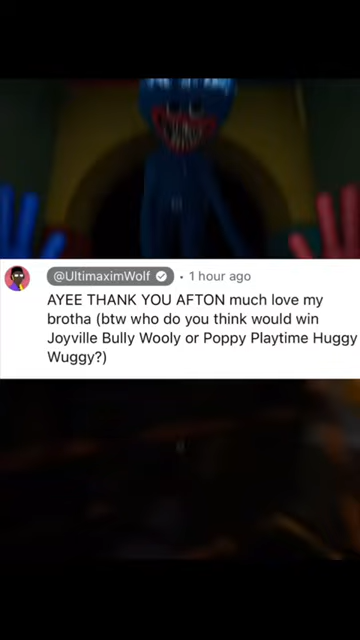 @UltimaximWolf • 1 hour ago
AYEE THANK YOU AFTON much love my
brotha (btw who do you think would win
Joyville Bully Wooly or Poppy Playtime Huggy
Wuggy?)